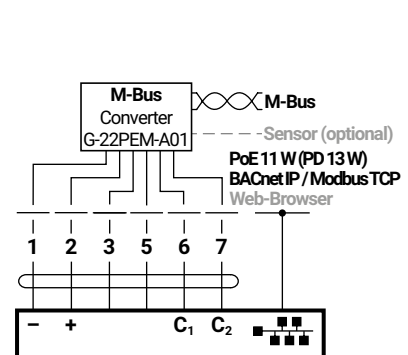 M-Bus
Converter
G-22PEM-A01
M-Bus
Sensor (optional)
PoE 11 W (PD 13 W)
BACnet IP / Modbus TCP
Web-Browser
1 2 3 5 6 7
– + C₁ C₂